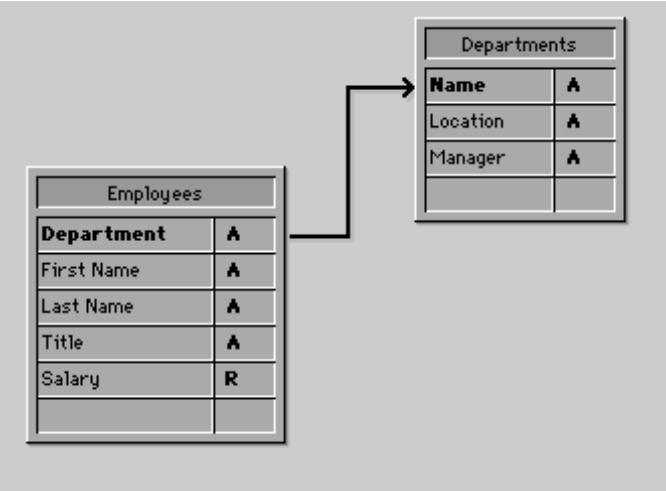 Departments
Name A
Location A
Manager A
Employees
Department A
First Name A
Last Name A
Title A
Salary R